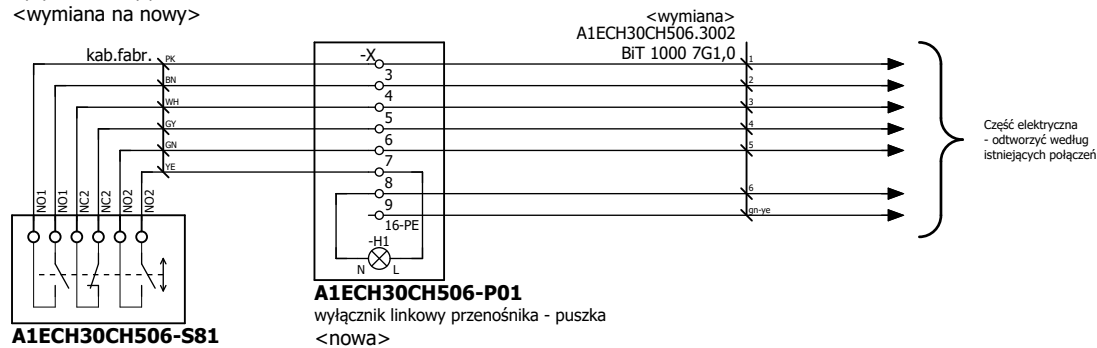 <wymiana na nowy>
<wymiana>
A1ECH30CH506.3002
BiT 1000 7G1,0
kab.fabr.
-X
PK
BN
WH
GY
GN
YE
3
4
5
6
7
8
9
16-PE
1
2
3
4
5
6
gn-ye
NO1
NO1
NC2
NC2
NO2
NO2
-H1
N
L
Część elektryczna
- odtworzyć według
istniejących połączeń
A1ECH30CH506-P01
wyłącznik linkowy przenośnika - puszka
<nowa>
A1ECH30CH506-S81